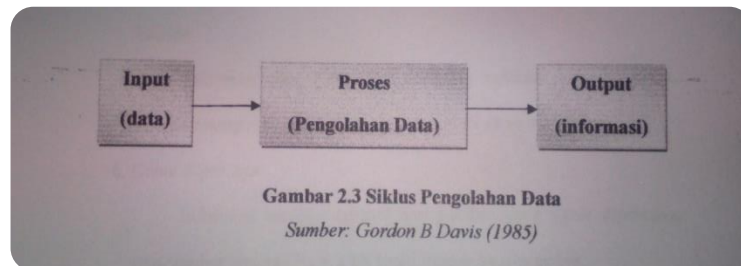 Input
(data)
Proses
(Pengolahan Data)
Output
(informasi)
Gambar 2.3 Siklus Pengolahan Data
Sumber: Gordon B Davis (1985)